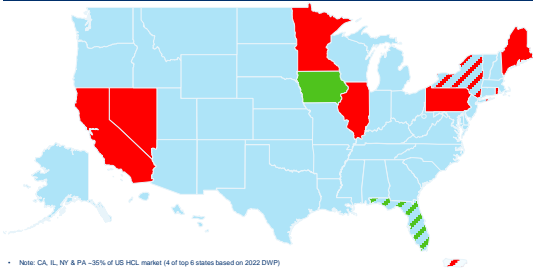 • Note: CA, IL, NY & PA ~35% of US HCL market (4 of top 6 states based on 2022 DWP)